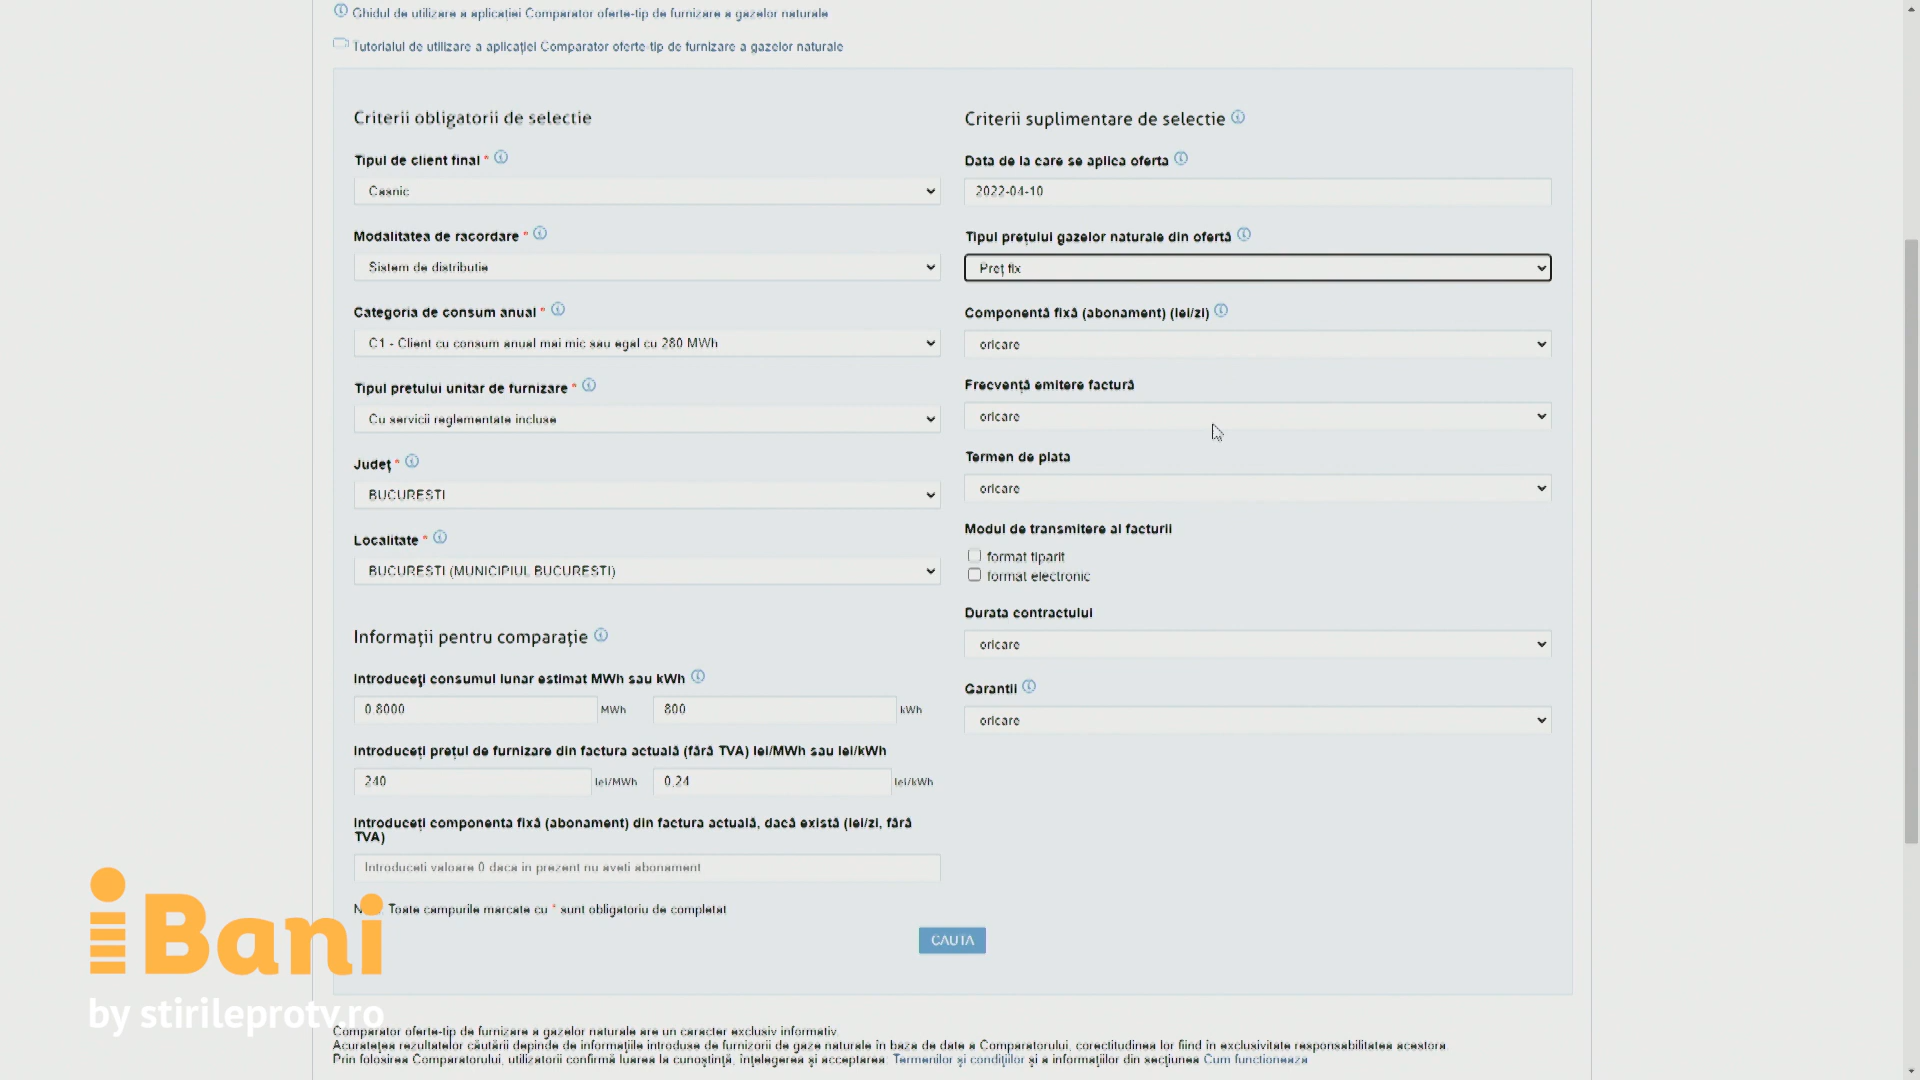 Ghidul de utilizare a aplicației Comparator oferte-tip de furnizare a gazelor naturale
Tutorialul de utilizare a aplicației Comparator oferte-tip de furnizare a gazelor naturale
Criterii obligatorii de selectie
Tipul de client final *
Casnic
Modalitatea de racordare *
Sistem de distributie
Categoria de consum anual *
C1 - Client cu consum anual mai mic sau egal cu 280 MWh
Tipul pretului unitar de furnizare *
Cu servicii reglementate incluse
Județ *
BUCURESTI
Localitate *
BUCURESTI (MUNICIPIUL BUCURESTI)
Informații pentru comparație
Introduceți consumul lunar estimat MWh sau kWh
0.8000 MWh 800 kWh
Introduceți prețul de furnizare din factura actuală (fără TVA) lei/MWh sau lei/kWh
240 lei/MWh 0,24 lei/kWh
Introduceți componenta fixă (abonament) din factura actuală, dacă există (lei/zi, fără
TVA)
Introduceti valoare 0 daca in prezent nu aveti abonament
Toate campurile marcate cu * sunt obligatoriu de completat
Criterii suplimentare de selectie
Data de la care se aplica oferta
2022-04-10
Tipul prețului gazelor naturale din ofertă
Preț fix
Componentă fixă (abonament) (lei/zi)
oricare
Frecvență emitere factură
oricare
Termen de plata
oricare
Modul de transmitere al facturii
format tiparit
format electronic
Durata contractului
oricare
Garantii
oricare
CAUTA
Comparator oferte-tip de furnizare a gazelor naturale are un caracter exclusiv informativ
Acuratețea rezultatelor căutării depinde de informațiile introduse de furnizorii de gaze naturale în baza de date a Comparatorului, corectitudinea lor fiind în exclusivitate responsabilitatea acestora
Prin folosirea Comparatorului, utilizatorii confirmă luarea la cunoștință, înțelegerea și acceptarea Termenilor și condițiilor și a informațiilor din secțiunea Cum functioneaza
iBani
by stirileprotv.ro